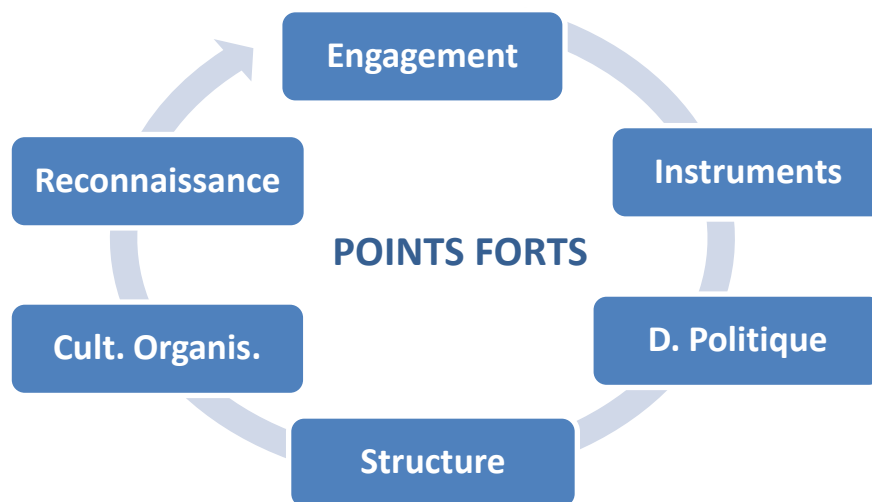 Engagement
Instruments
Reconnaissance
POINTS FORTS
D. Politique
Cult. Organis.
Structure